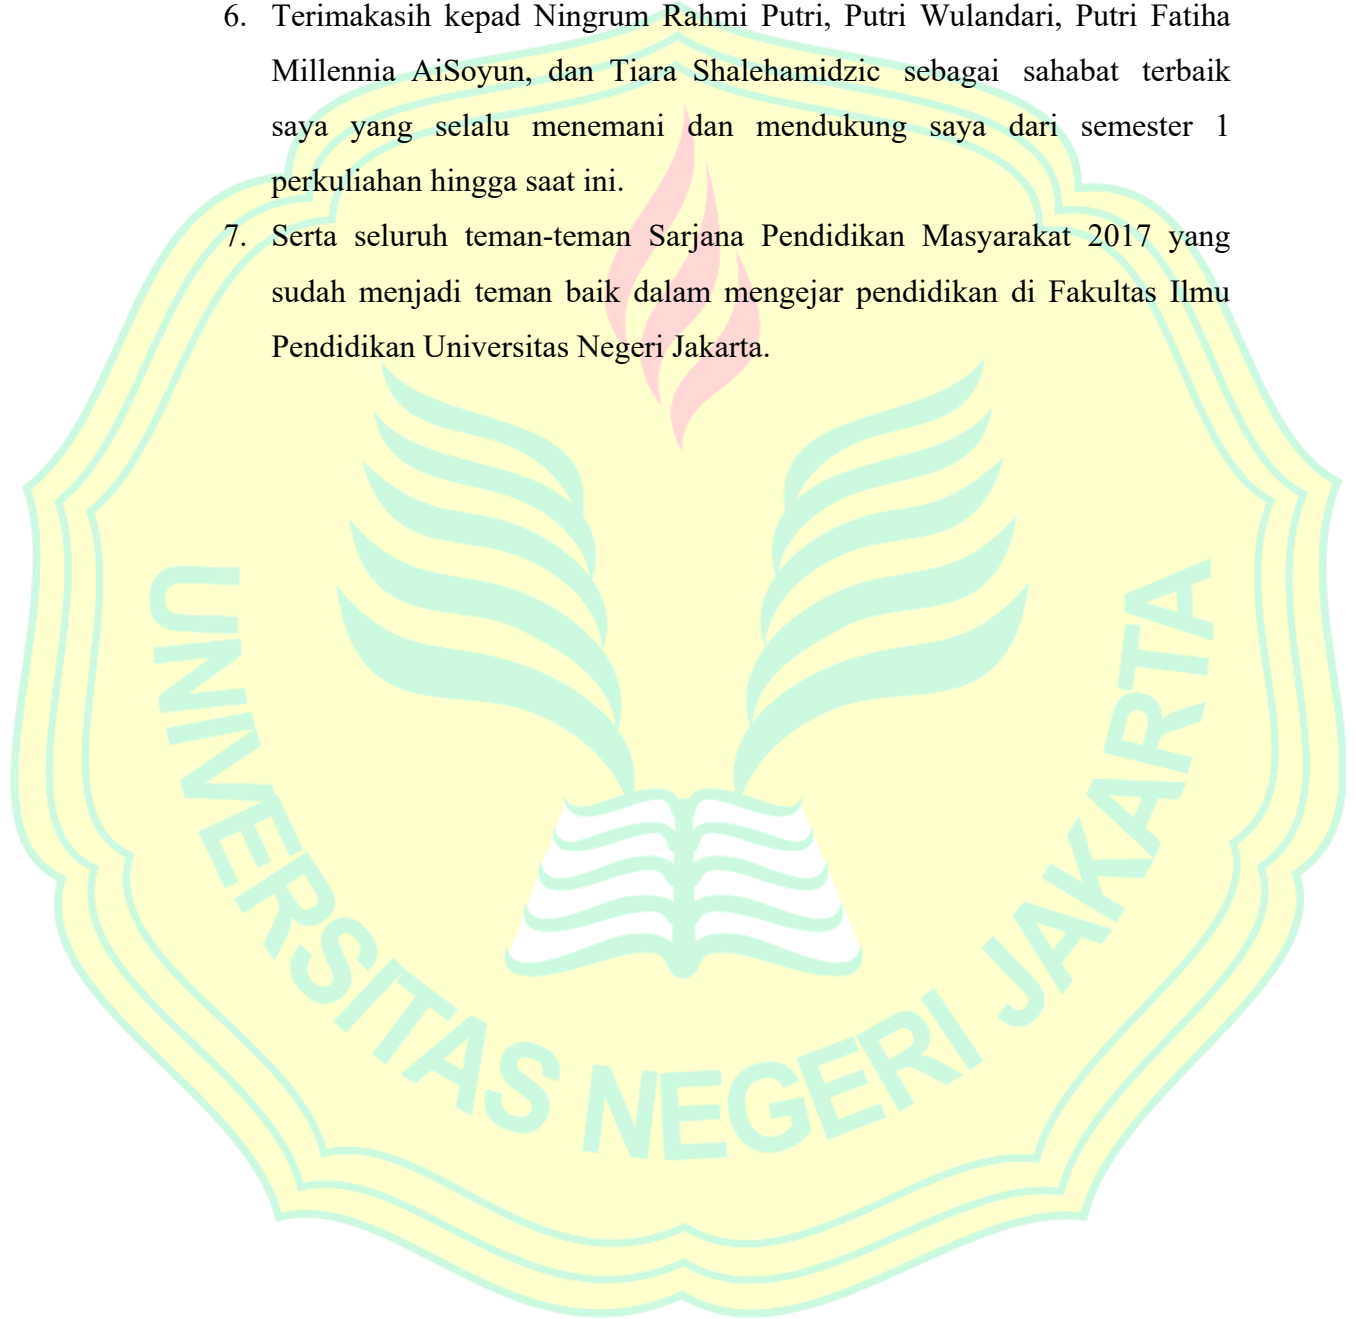 6. Terimakasih kepad Ningrum Rahmi Putri, Putri Wulandari, Putri Fatiha
Millennia AiSoyun, dan Tiara Shalehamidzic sebagai sahabat terbaik
saya yang selalu menemani dan mendukung saya dari semester 1
perkuliahan hingga saat ini.
7. Serta seluruh teman-teman Sarjana Pendidikan Masyarakat 2017 yang
sudah menjadi teman baik dalam mengejar pendidikan di Fakultas Ilmu
Pendidikan Universitas Negeri Jakarta.
UNIVERSITAS NEGERI JAKARTA